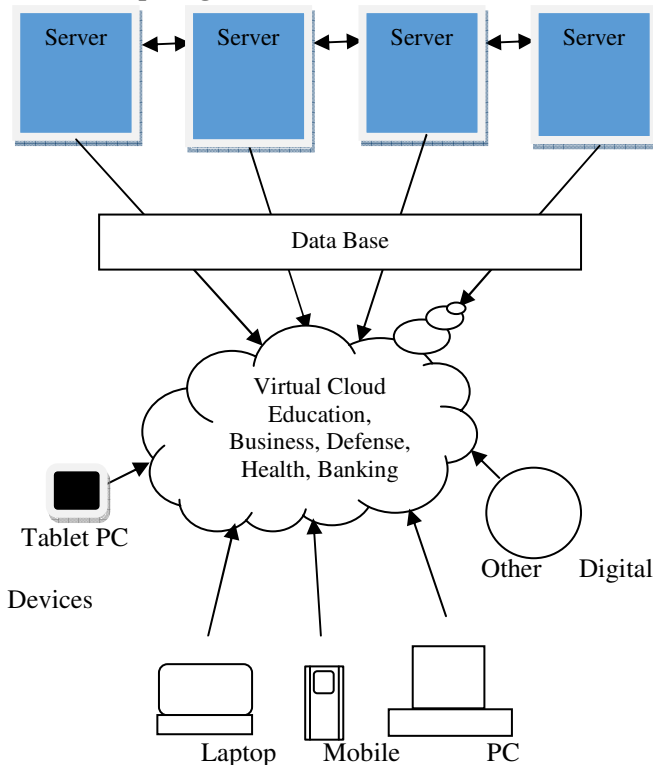 Server Server Server Server
Data Base
Virtual Cloud
Education,
Business, Defense,
Health, Banking
Tablet PC
Other Digital
Devices
Laptop Mobile PC